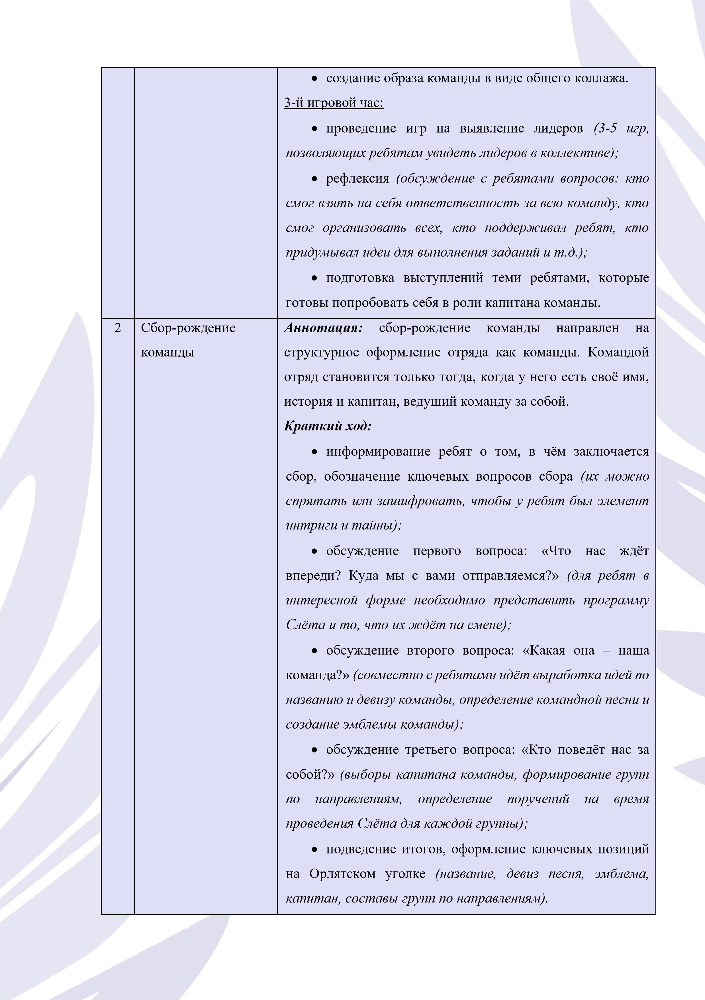 • создание образа команды в виде общего коллажа.
3-й игровой час:
• проведение игр на выявление лидеров (3-5 игр,
позволяющих ребятам увидеть лидеров в коллективе);
• рефлексия (обсуждение с ребятами вопросов: кто
смог взять на себя ответственность за всю команду, кто
смог организовать всех, кто поддерживал ребят, кто
придумывал идеи для выполнения заданий и т.д.);
• подготовка выступлений теми ребятами, которые
готовы попробовать себя в роли капитана команды.
2
Сбор-рождение
команды
Аннотация: сбор-рождение команды направлен на
структурное оформление отряда как команды. Командой
отряд становится только тогда, когда у него есть своё имя,
история и капитан, ведущий команду за собой.
Краткий ход:
• информирование ребят о том, в чём заключается
сбор, обозначение ключевых вопросов сбора (их можно
спрятать или зашифровать, чтобы у ребят был элемент
интриги и тайны);
• обсуждение первого вопроса: «Что нас ждёт
впереди? Куда мы с вами отправляемся?» (для ребят в
интересной форме необходимо представить программу
Слёта и то, что их ждёт на смене);
• обсуждение второго вопроса: «Какая она – наша
команда?» (совместно с ребятами идёт выработка идей по
названию и девизу команды, определение командной песни и
создание эмблемы команды);
• обсуждение третьего вопроса: «Кто поведёт нас за
собой?» (выборы капитана команды, формирование групп
по направлениям, определение поручений на время
проведения Слёта для каждой группы);
• подведение итогов, оформление ключевых позиций
на Орлятском уголке (название, девиз песня, эмблема,
капитан, составы групп по направлениям).